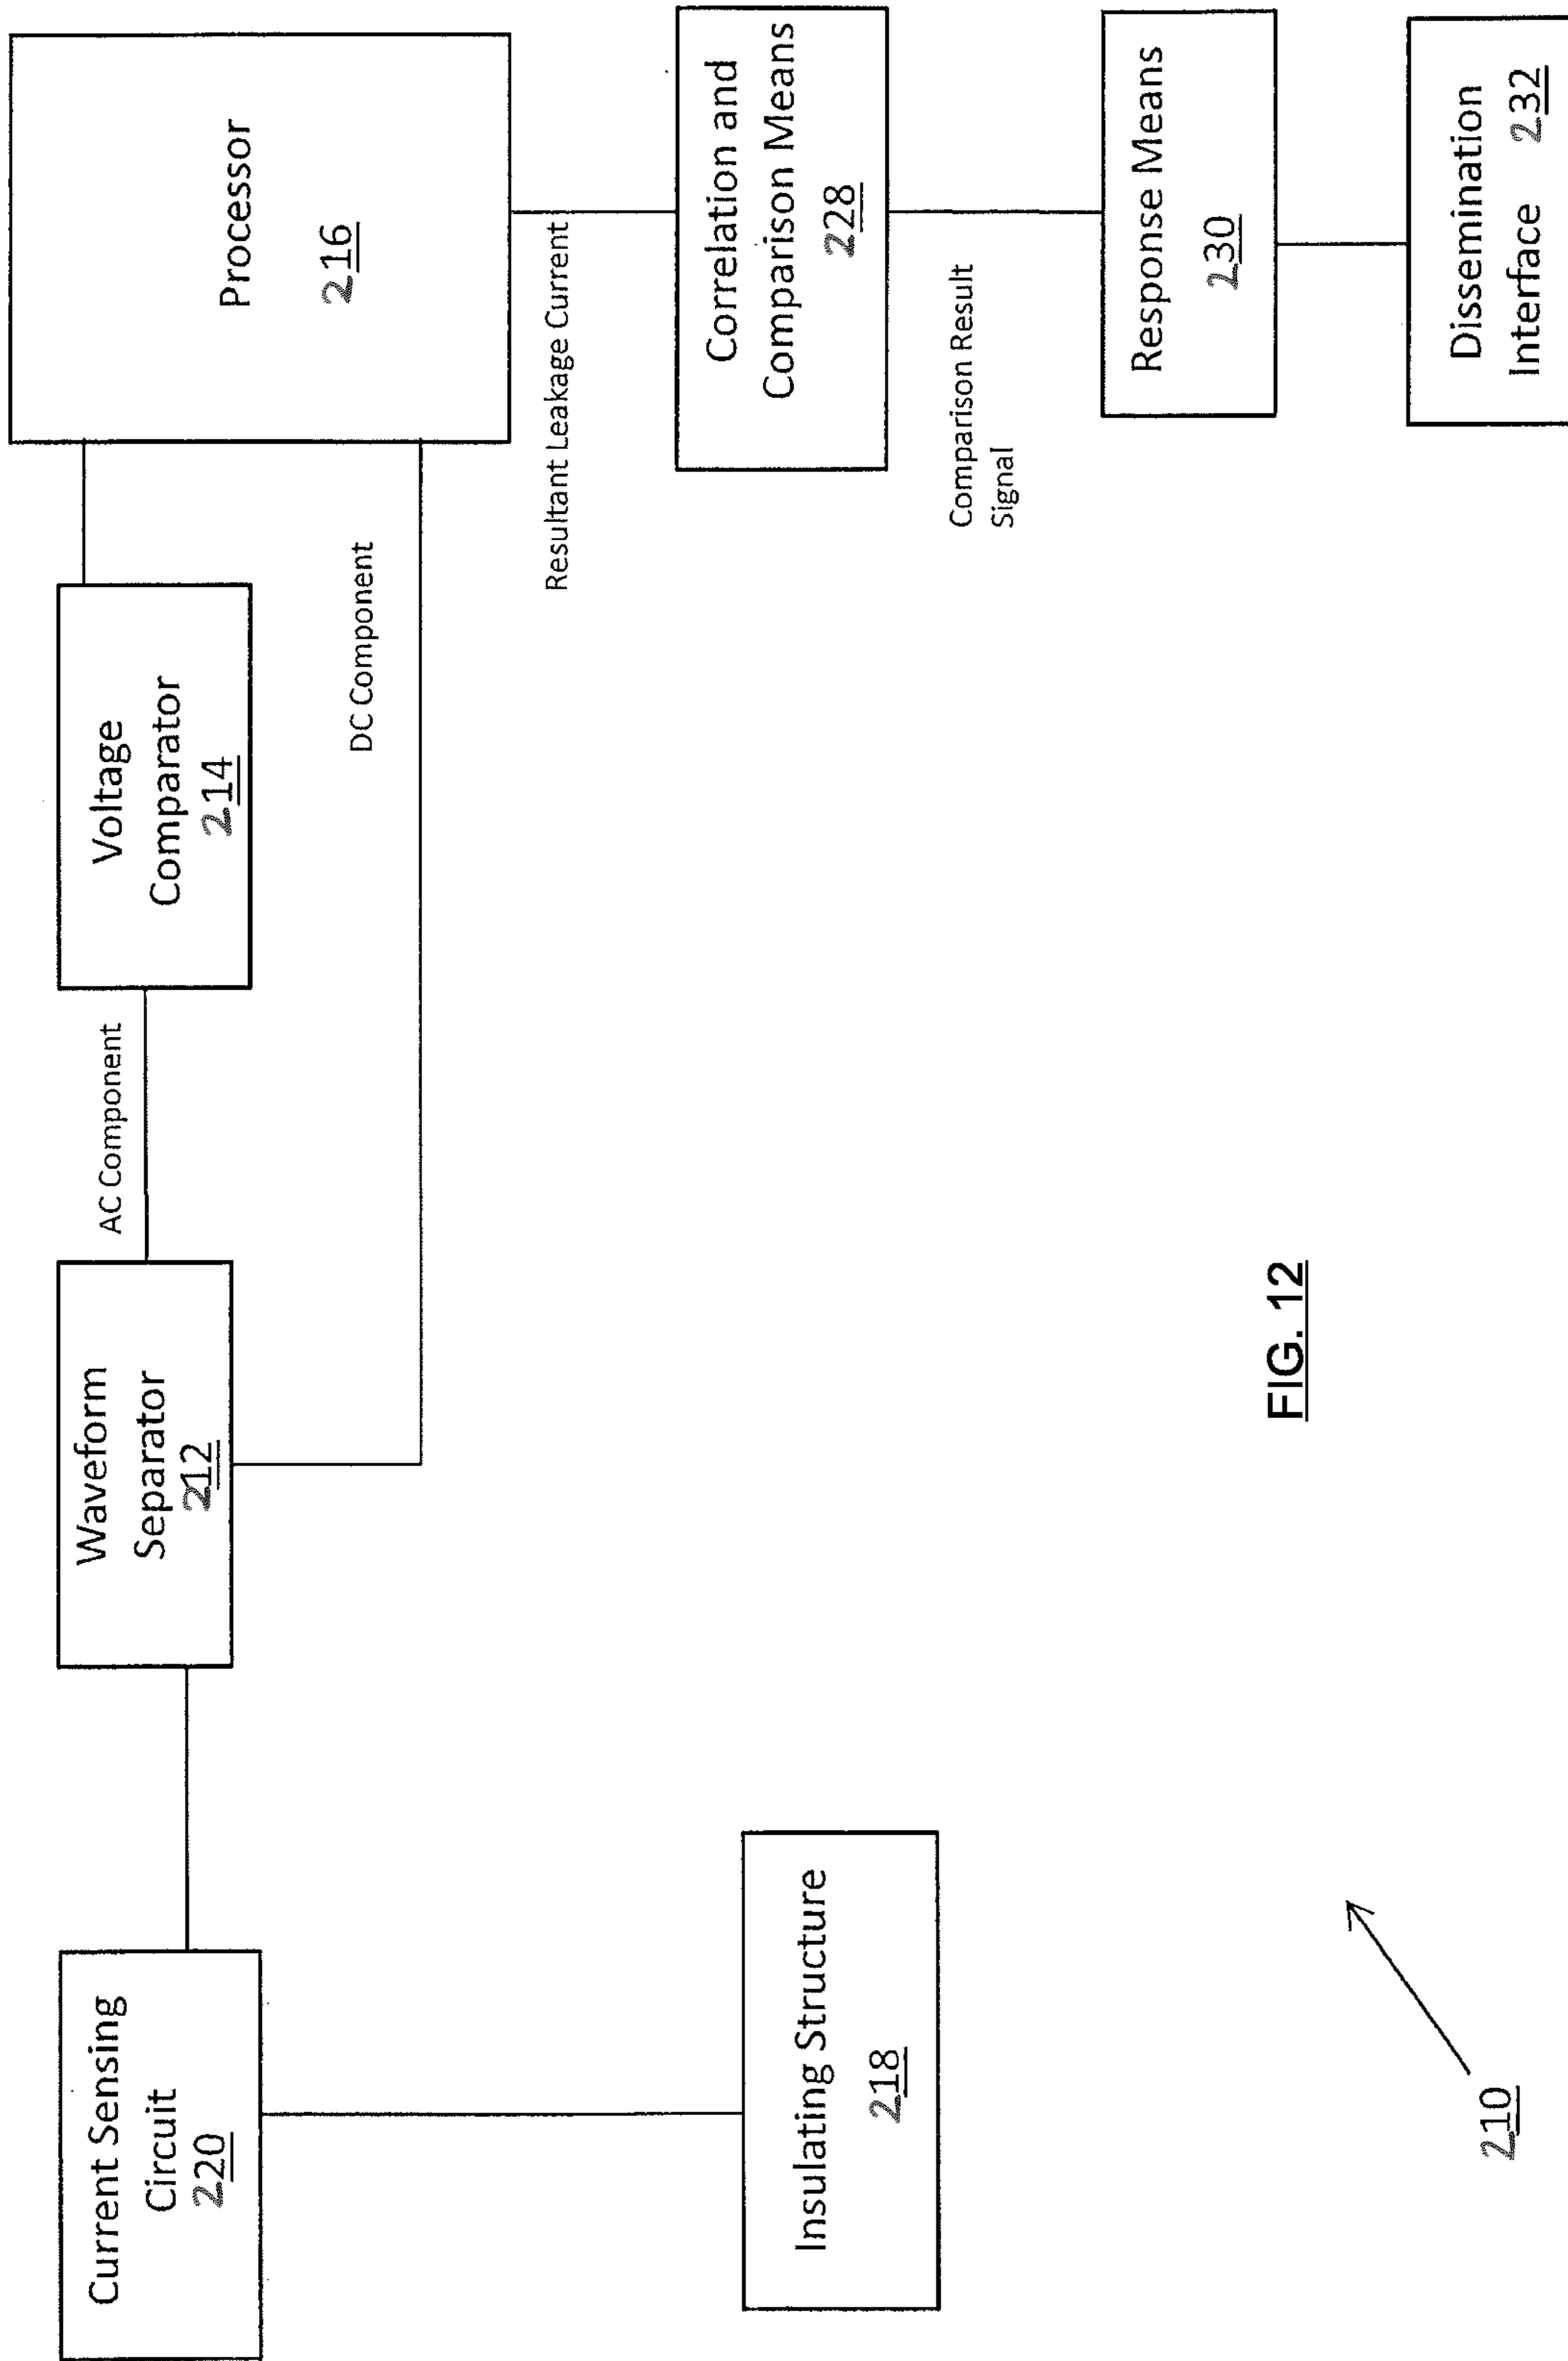 Current Sensing
Circuit
220
Waveform
Separator
212
AC Component
Voltage
Comparator
214
Processor
216
DC Component
Resultant Leakage Current
Insulating Structure
218
Correlation and
Comparison Means
228
Comparison Result
Signal
Response Means
230
Dissemination
Interface 232
210
FIG. 12